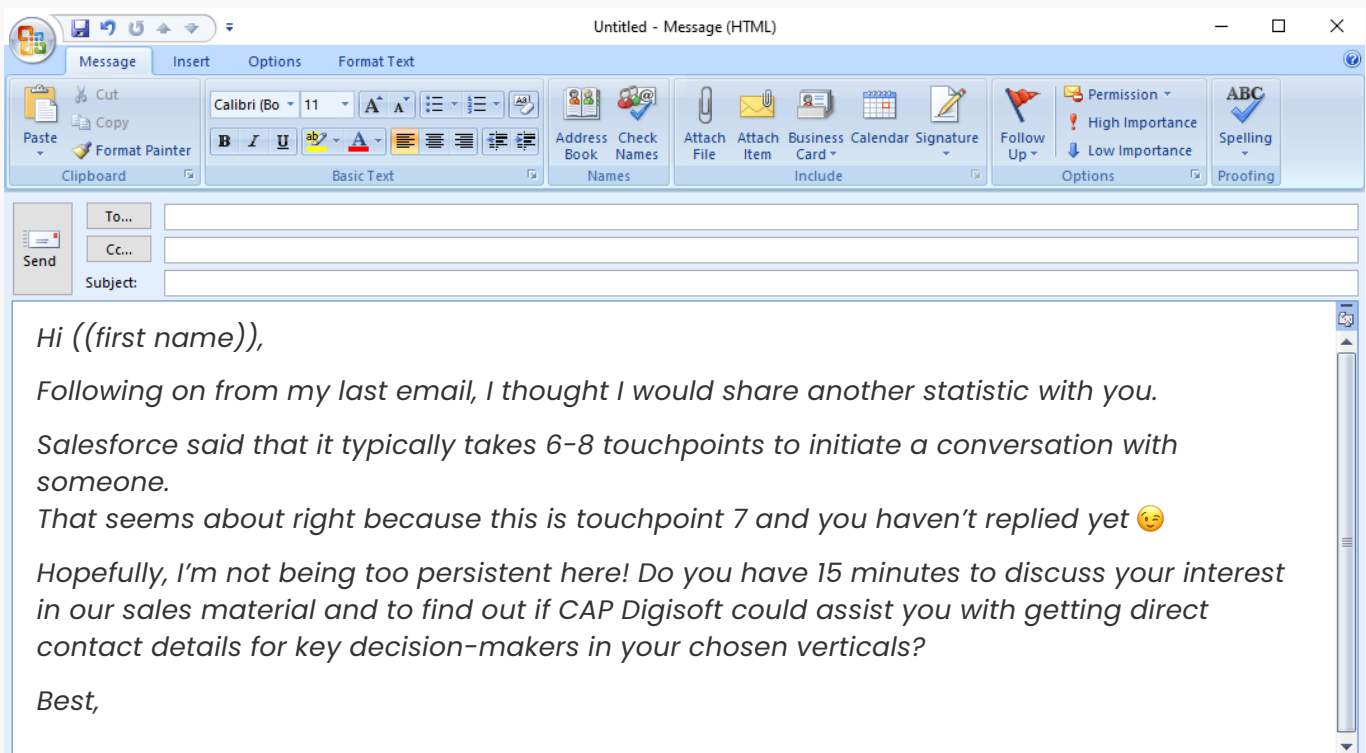 Untitled - Message (HTML)
Message Insert Options Format Text
Cut
Copy
Paste
Format Painter
Clipboard
Calibri (Bo 11
B I U
Basic Text
Address Book
Check Names
Names
Attach File
Attach Item
Business Card
Calendar
Signature
Include
Follow Up
Permission
High Importance
Low Importance
Options
ABC
Spelling
Proofing
Send
To...
Cc...
Subject:
Hi ((first name)),
Following on from my last email, I thought I would share another statistic with you.
Salesforce said that it typically takes 6-8 touchpoints to initiate a conversation with
someone.
That seems about right because this is touchpoint 7 and you haven’t replied yet 😉
Hopefully, I’m not being too persistent here! Do you have 15 minutes to discuss your interest
in our sales material and to find out if CAP Digisoft could assist you with getting direct
contact details for key decision-makers in your chosen verticals?
Best,